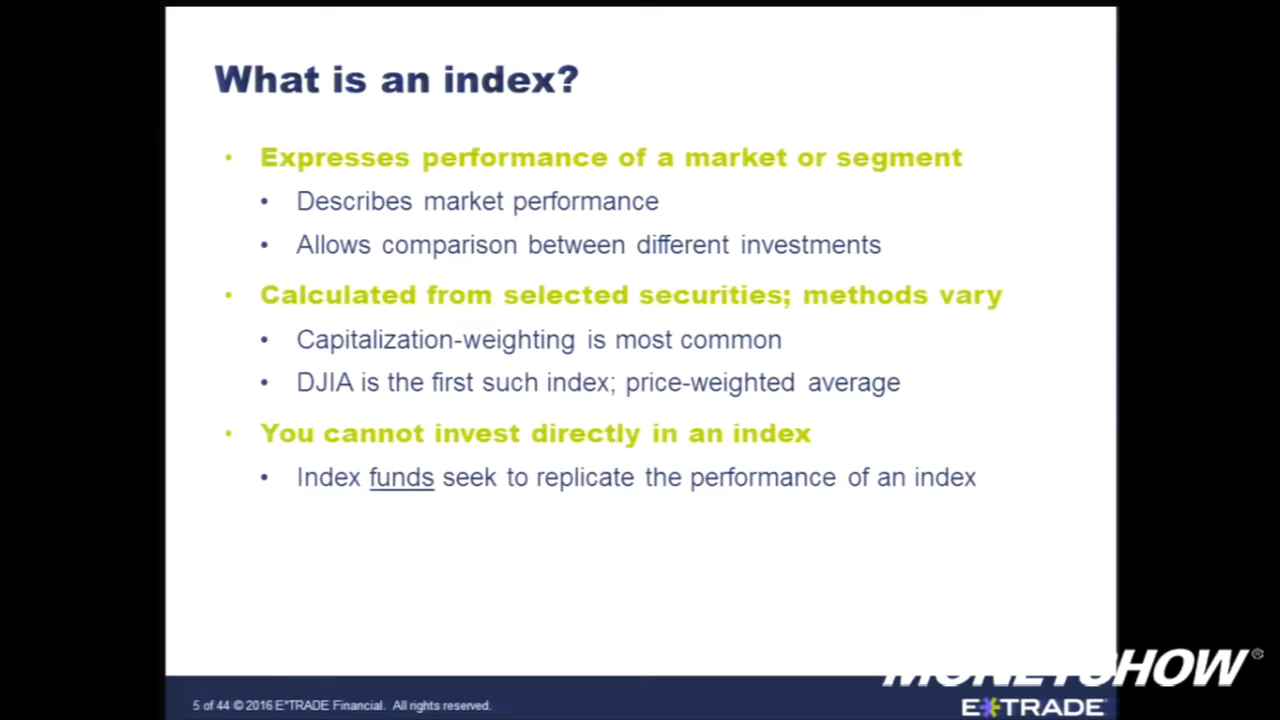 What is an index?
• Expresses performance of a market or segment
• Describes market performance
• Allows comparison between different investments
• Calculated from selected securities; methods vary
• Capitalization-weighting is most common
• DJIA is the first such index; price-weighted average
• You cannot invest directly in an index
• Index funds seek to replicate the performance of an index
MONEYSHOW®
5 of 44 © 2016 E*TRADE Financial. All rights reserved.
E*TRADE